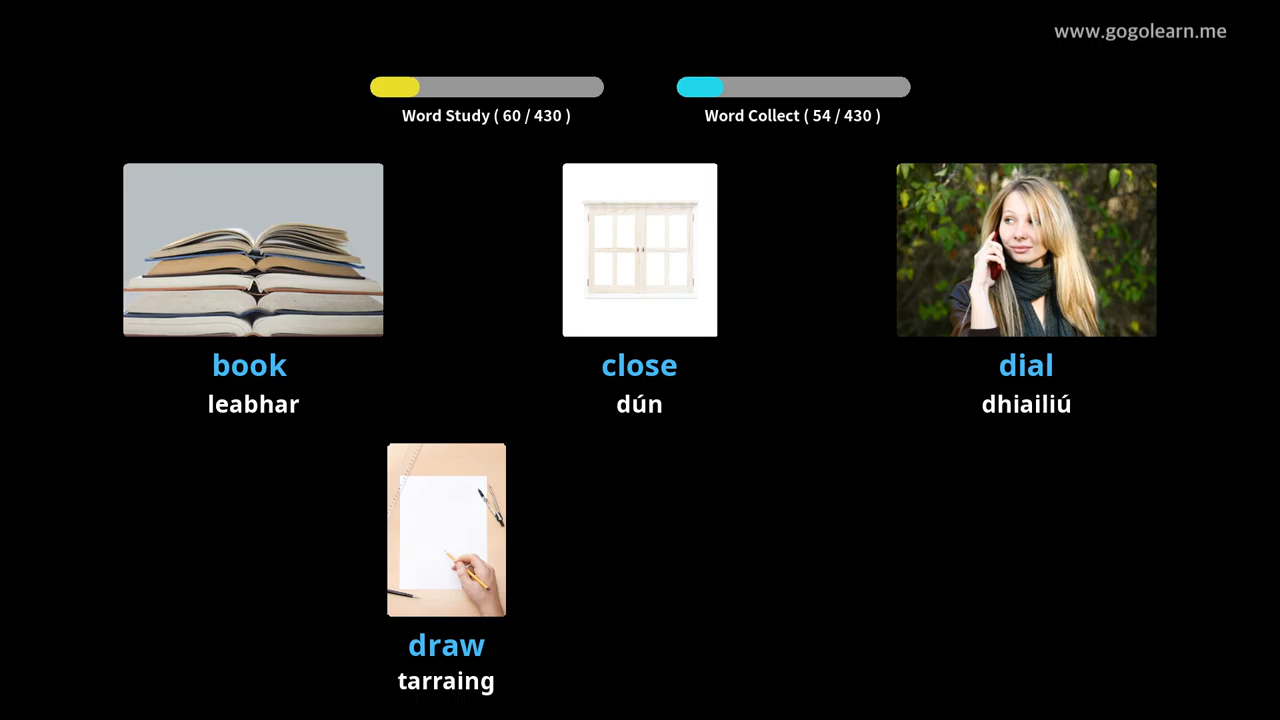 www.gogolearn.me
Word Study ( 60 / 430 )
Word Collect ( 54 / 430 )
book
leabhar
close
dún
dial
dhiailiú
draw
tarraing